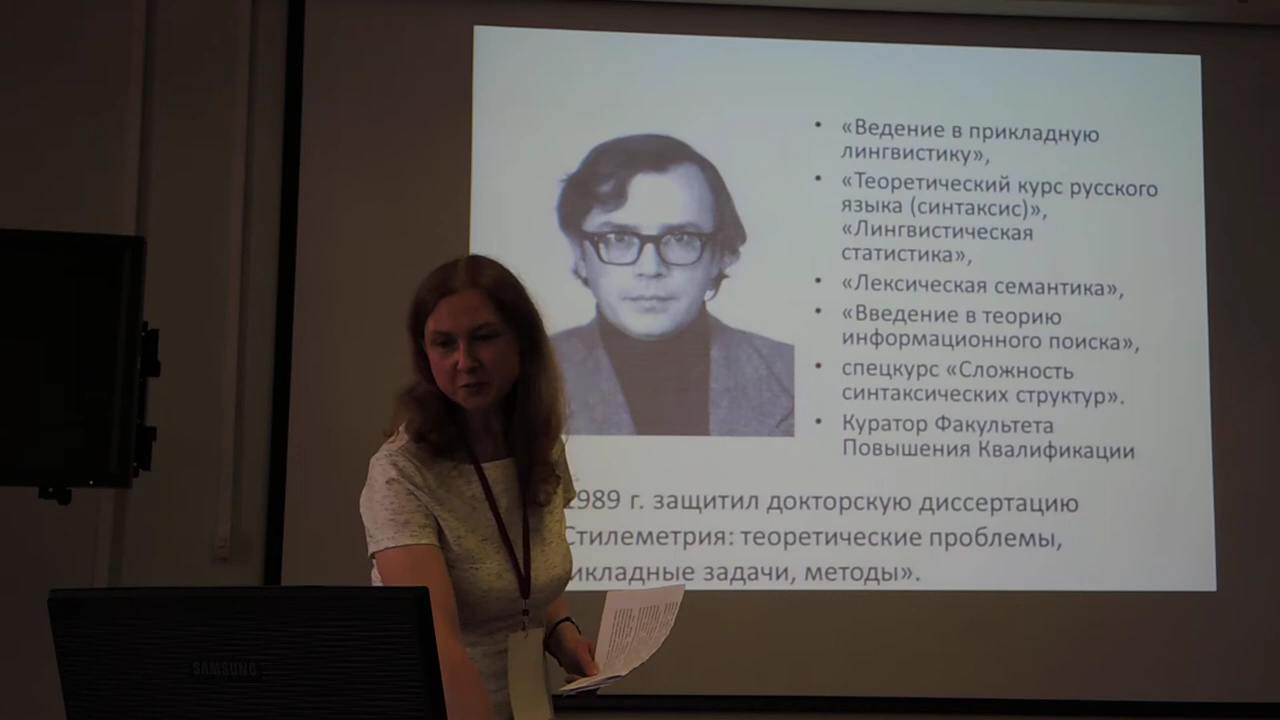 «Ведение в прикладную
лингвистику»,
«Теоретический курс русского
языка (синтаксис)»,
«Лингвистическая
статистика»,
«Лексическая семантика»,
«Введение в теорию
информационного поиска»,
спецкурс «Сложность
синтаксических структур».
Куратор Факультета
Повышения Квалификации
1989 г. защитил докторскую диссертацию
Стилеметрия: теоретические проблемы,
икладные задачи, методы».
SAMSUNG